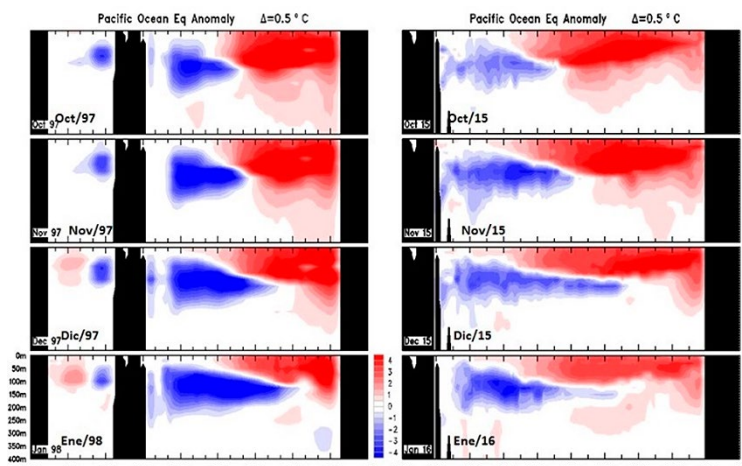 Pacific Ocean Eq Anomaly Δ=0.5 °C
Pacific Ocean Eq Anomaly Δ=0.5 °C
Oct 97 Oct/97
Oct 15 Oct/15
Nov 97 Nov/97
Nov 15 Nov/15
Dec 97 Dic/97
Dec 15 Dic/15
0m
50m
100m
150m
200m
250m
300m
350m
400m
Jan 98 Ene/98
4
3
2
1
0
-1
-2
-3
-4
Jan 16 Ene/16